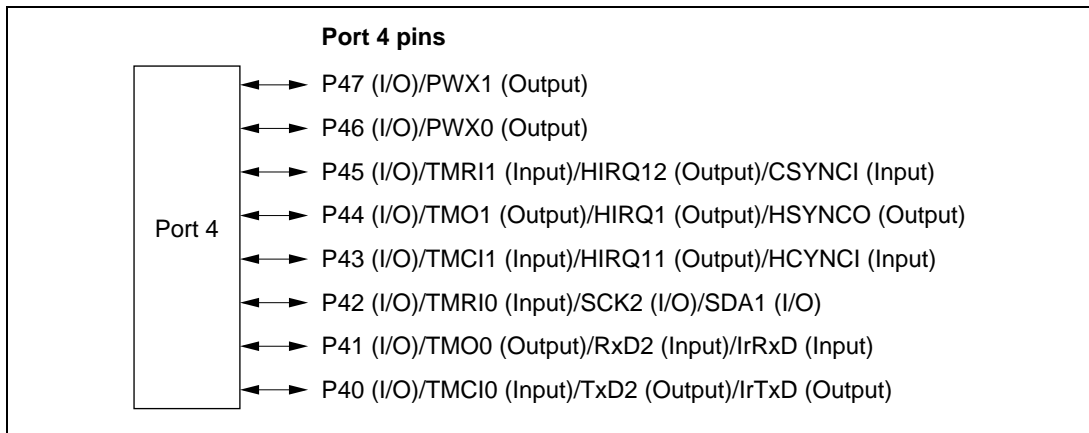 Port 4 pins
P47 (I/O)/PWX1 (Output)
P46 (I/O)/PWX0 (Output)
P45 (I/O)/TMRI1 (Input)/HIRQ12 (Output)/CSYNCI (Input)
Port 4
P44 (I/O)/TMO1 (Output)/HIRQ1 (Output)/HSYNCO (Output)
P43 (I/O)/TMCI1 (Input)/HIRQ11 (Output)/HCYNCI (Input)
P42 (I/O)/TMRI0 (Input)/SCK2 (I/O)/SDA1 (I/O)
P41 (I/O)/TMO0 (Output)/RxD2 (Input)/IrRxD (Input)
P40 (I/O)/TMCI0 (Input)/TxD2 (Output)/IrTxD (Output)